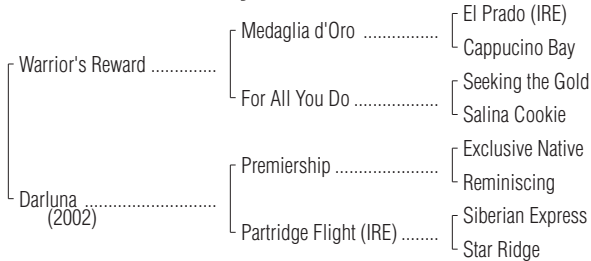 El Prado (IRE)
Medaglia d'Oro ................
Cappucino Bay
Warrior's Reward ..............
Seeking the Gold
For All You Do ..................
Salina Cookie
Exclusive Native
Premiership ......................
Reminiscing
Darluna ............................
(2002)
Siberian Express
Partridge Flight (IRE) ........
Star Ridge